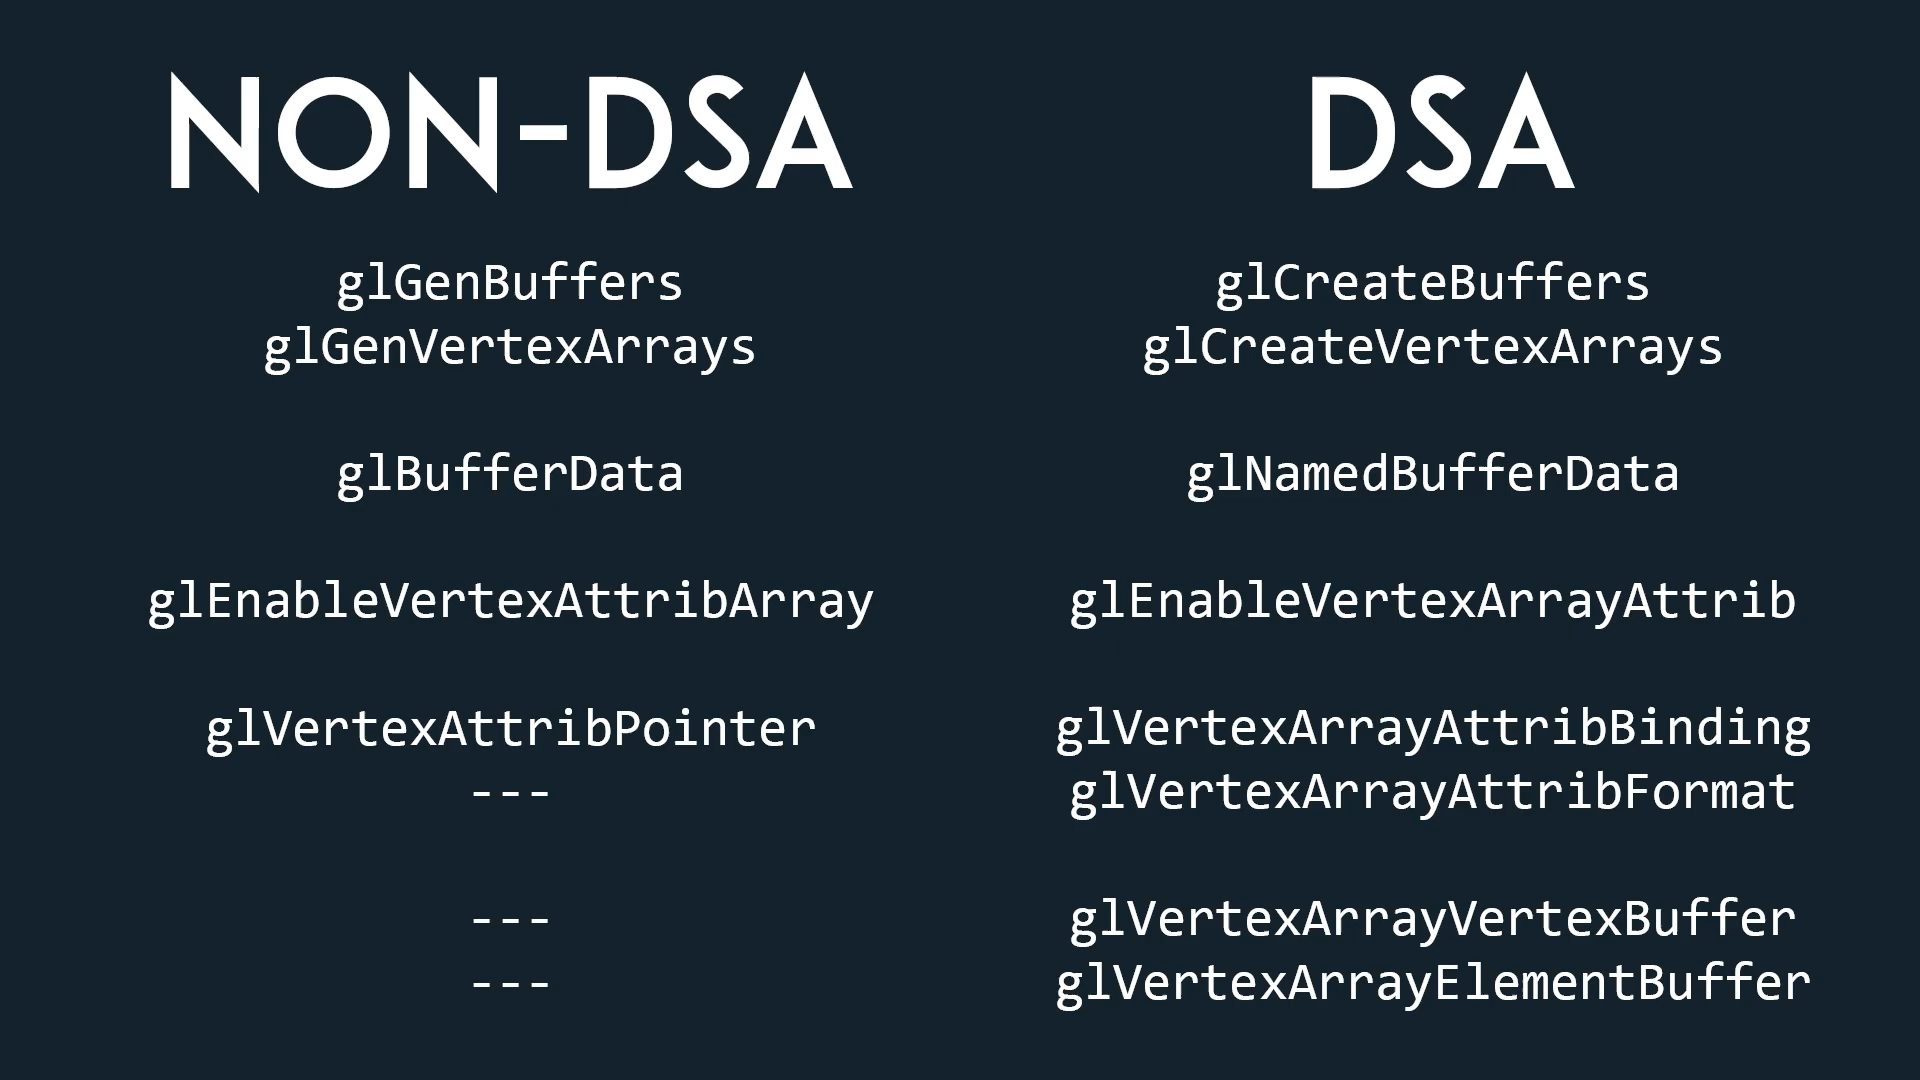 NON-DSA
glGenBuffers
glGenVertexArrays
glBufferData
glEnableVertexAttribArray
glVertexAttribPointer
---
---
---
DSA
glCreateBuffers
glCreateVertexArrays
glNamedBufferData
glEnableVertexArrayAttrib
glVertexArrayAttribBinding
glVertexArrayAttribFormat
glVertexArrayVertexBuffer
glVertexArrayElementBuffer